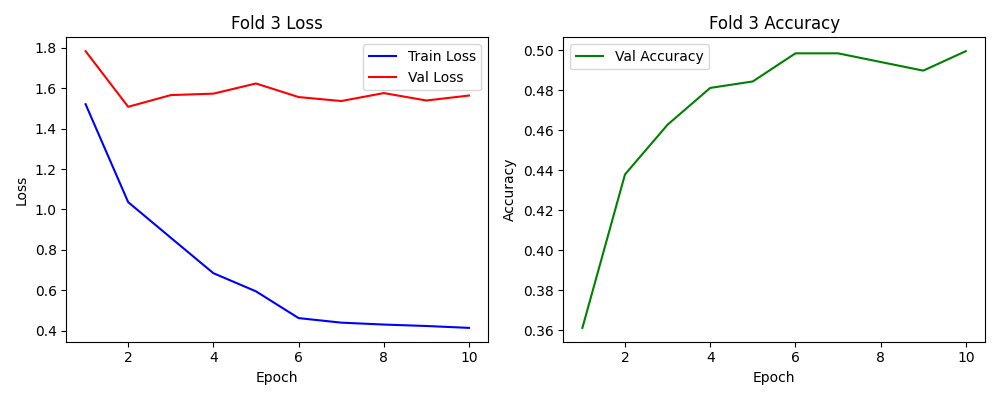 Fold 3 Loss
1.8
1.6
1.4
1.2
1.0
0.8
0.6
0.4
Loss
2
4
6
8
10
Epoch
Train Loss
Val Loss
Fold 3 Accuracy
0.50
0.48
0.46
0.44
0.42
0.40
0.38
0.36
Accuracy
2
4
6
8
10
Epoch
Val Accuracy